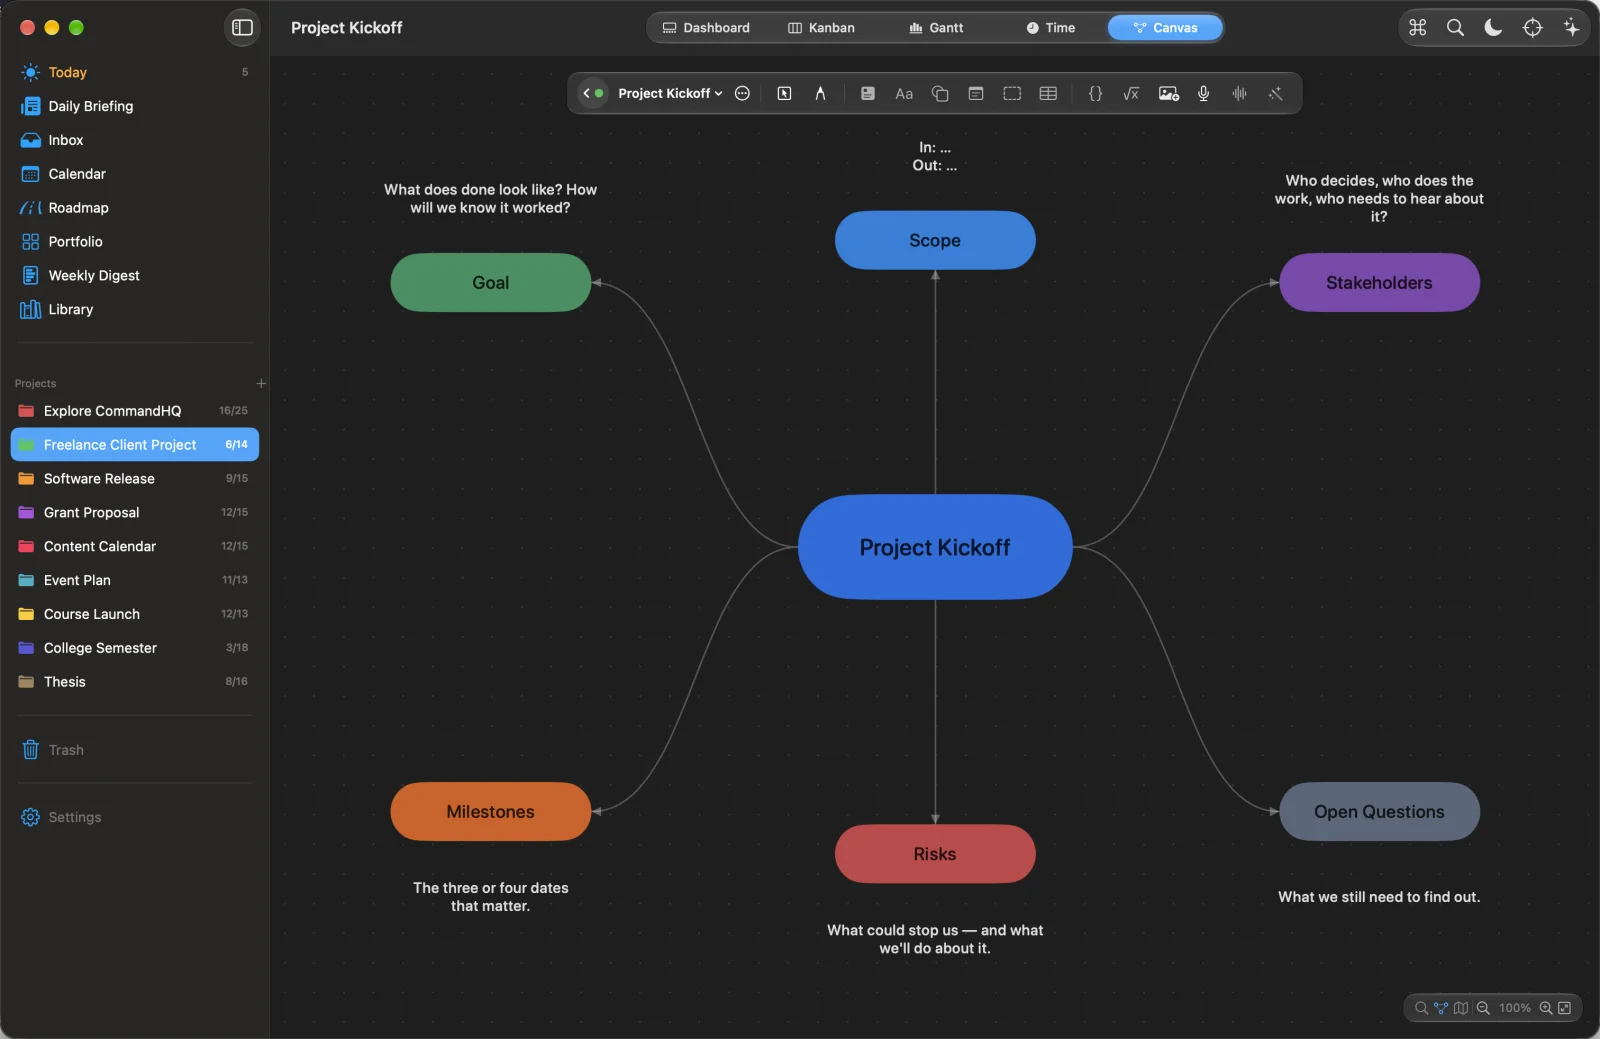 Project Kickoff
Dashboard
Kanban
Gantt
Time
Canvas
Today
5
Daily Briefing
Inbox
Calendar
Roadmap
Portfolio
Weekly Digest
Library
Projects
Explore CommandHQ
16/25
Freelance Client Project
6/14
Software Release
9/15
Grant Proposal
12/15
Content Calendar
12/15
Event Plan
11/13
Course Launch
12/13
College Semester
3/18
Thesis
8/16
Trash
Settings
Project Kickoff
Aa
{}
√x
In: ...
Out: ...
What does done look like? How
will we know it worked?
Who decides, who does the
work, who needs to hear about
it?
Scope
Goal
Stakeholders
Project Kickoff
Milestones
Open Questions
Risks
The three or four dates
that matter.
What we still need to find out.
What could stop us — and what
we'll do about it.
100%